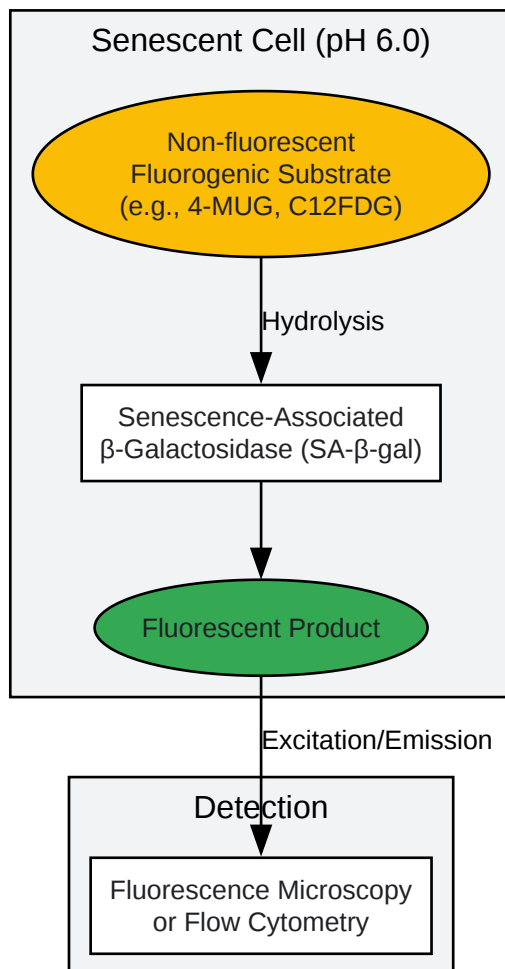 Senescent Cell (pH 6.0)
Non-fluorescent
Fluorogenic Substrate
(e.g., 4-MUG, C12FDG)
Hydrolysis
Senescence-Associated
β-Galactosidase (SA-β-gal)
Fluorescent Product
Excitation/Emission
Detection
Fluorescence Microscopy
or Flow Cytometry